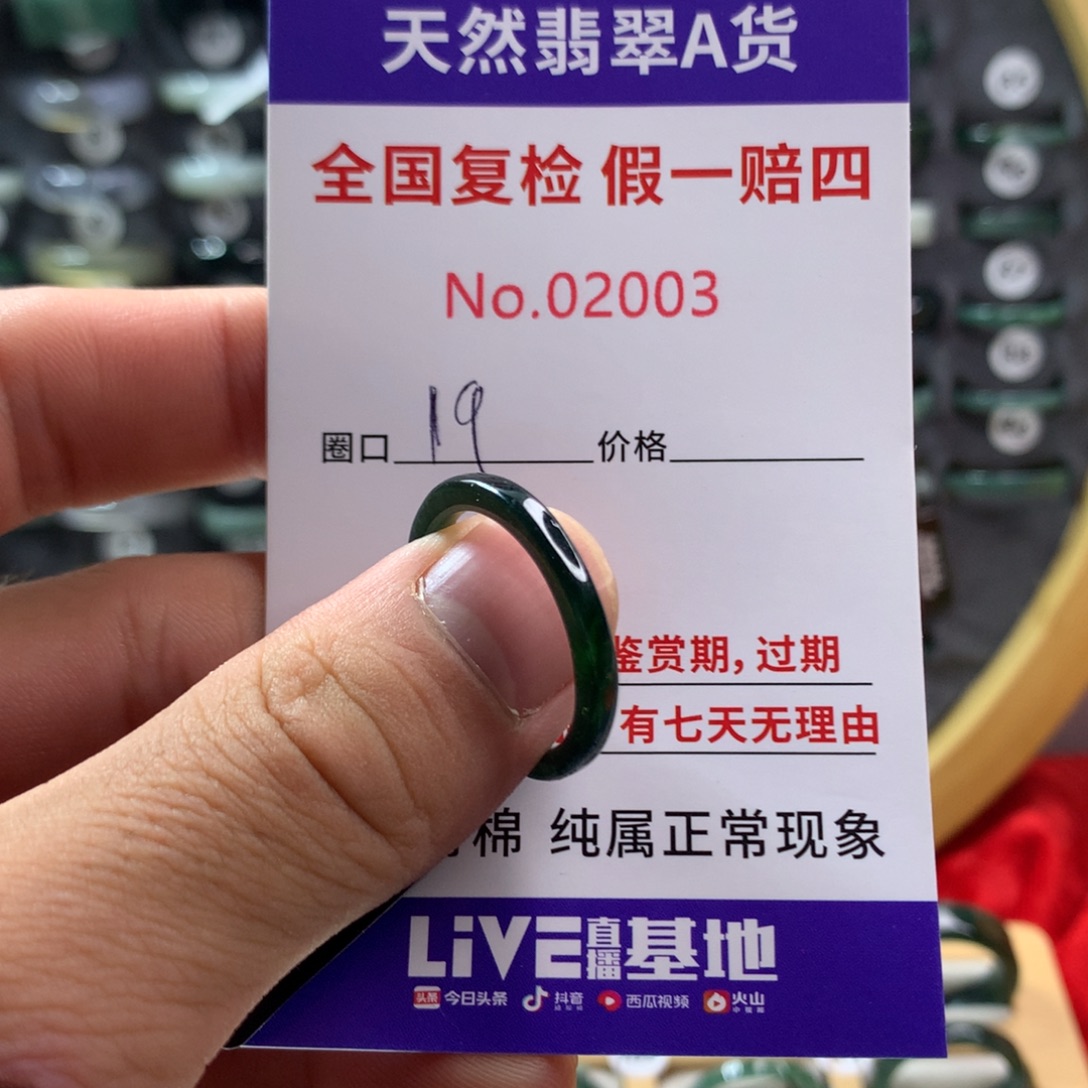 天然翡翠A货
全国复检 假一赔四
No.02003
圈口 19 价格
鉴赏期,过期
有七天无理由
棉 纯属正常现象
LiVE直播基地
头条 今日头条 抖音 西瓜视频 火山